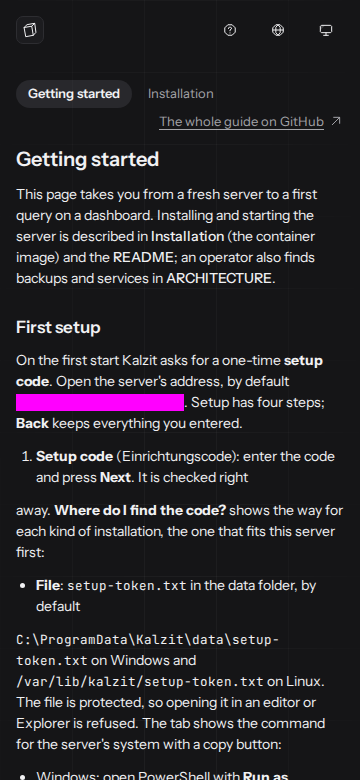 Getting started
Installation
The whole guide on GitHub
Getting started
This page takes you from a fresh server to a first
query on a dashboard. Installing and starting the
server is described in Installation (the container
image) and the README; an operator also finds
backups and services in ARCHITECTURE.
First setup
On the first start Kalzit asks for a one-time setup
code. Open the server's address, by default
. Setup has four steps;
Back keeps everything you entered.
1. Setup code (Einrichtungscode): enter the code
and press Next. It is checked right
away. Where do I find the code? shows the way for
each kind of installation, the one that fits this server
first:
• File: setup-token.txt in the data folder, by
default
C:\ProgramData\Kalzit\data\setup-
token.txt on Windows and
/var/lib/kalzit/setup-token.txt on Linux.
The file is protected, so opening it in an editor or
Explorer is refused. The tab shows the command
for the server's system with a copy button:
• Windows: open PowerShell with Run as